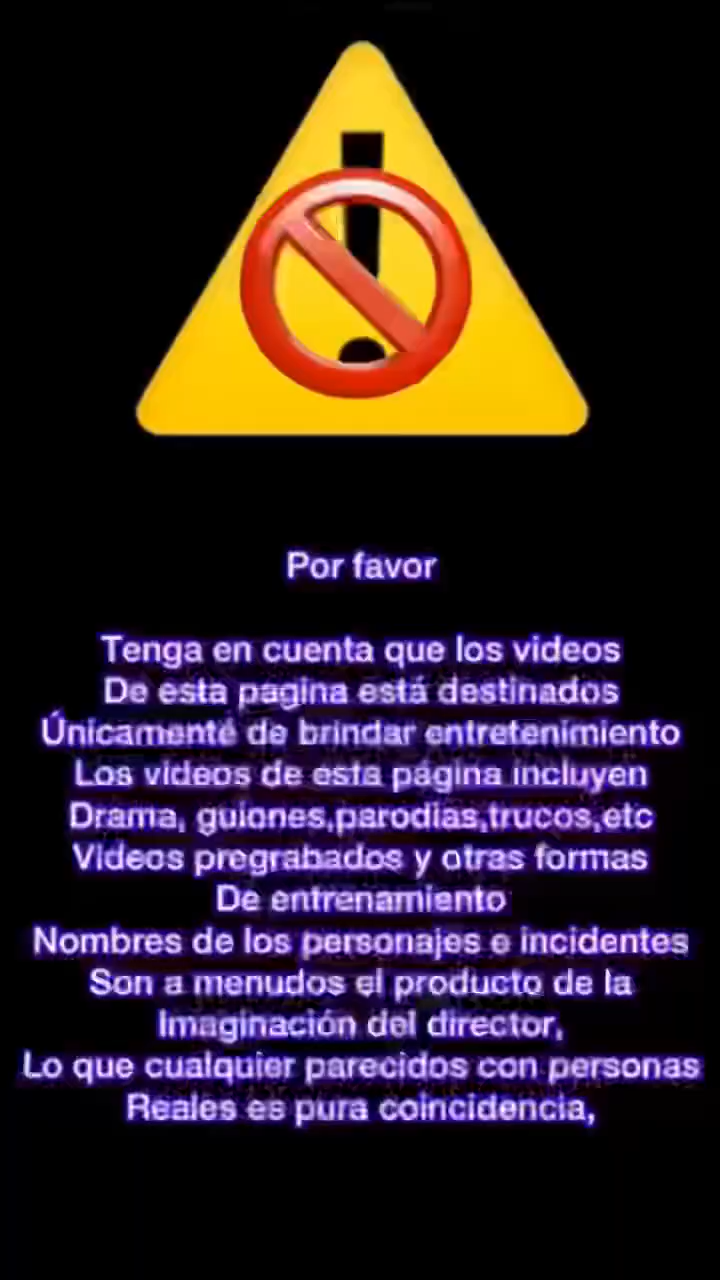 Por favor
Tenga en cuenta que los videos
De esta pagina está destinados
Únicamenté de brindar entretenimiento
Los videos de esta página incluyen
Drama, guiones,parodias,trucos,etc
Videos pregrabados y otras formas
De entrenamiento
Nombres de los personajes e incidentes
Son a menudos el producto de la
Imaginación del director,
Lo que cualquier parecidos con personas
Reales es pura coincidencia,